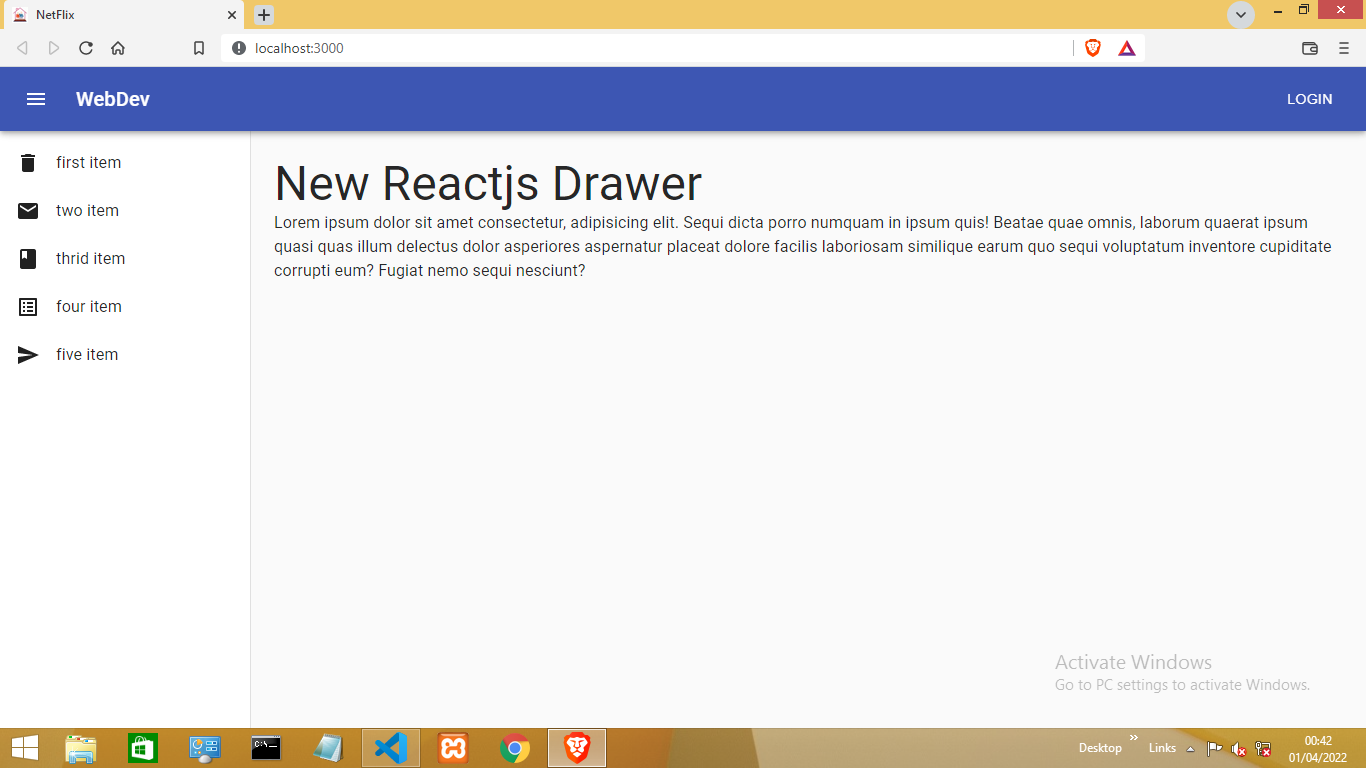 NetFlix
localhost:3000
WebDev
LOGIN
first item
two item
thrid item
four item
five item
New Reactjs Drawer
Lorem ipsum dolor sit amet consectetur, adipisicing elit. Sequi dicta porro numquam in ipsum quis! Beatae quae omnis, laborum quaerat ipsum
quasi quas illum delectus dolor asperiores aspernatur placeat dolore facilis laboriosam similique earum quo sequi voluptatum inventore cupiditate
corrupti eum? Fugiat nemo sequi nesciunt?
Activate Windows
Go to PC settings to activate Windows.
C:\._
Desktop
Links
00:42
01/04/2022